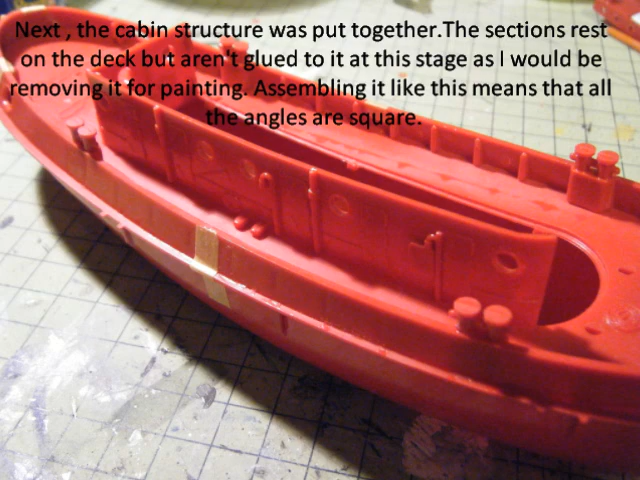 Next , the cabin structure was put together.The sections rest
on the deck but aren't glued to it at this stage as I would be
removing it for painting. Assembling it like this means that all
the angles are square.